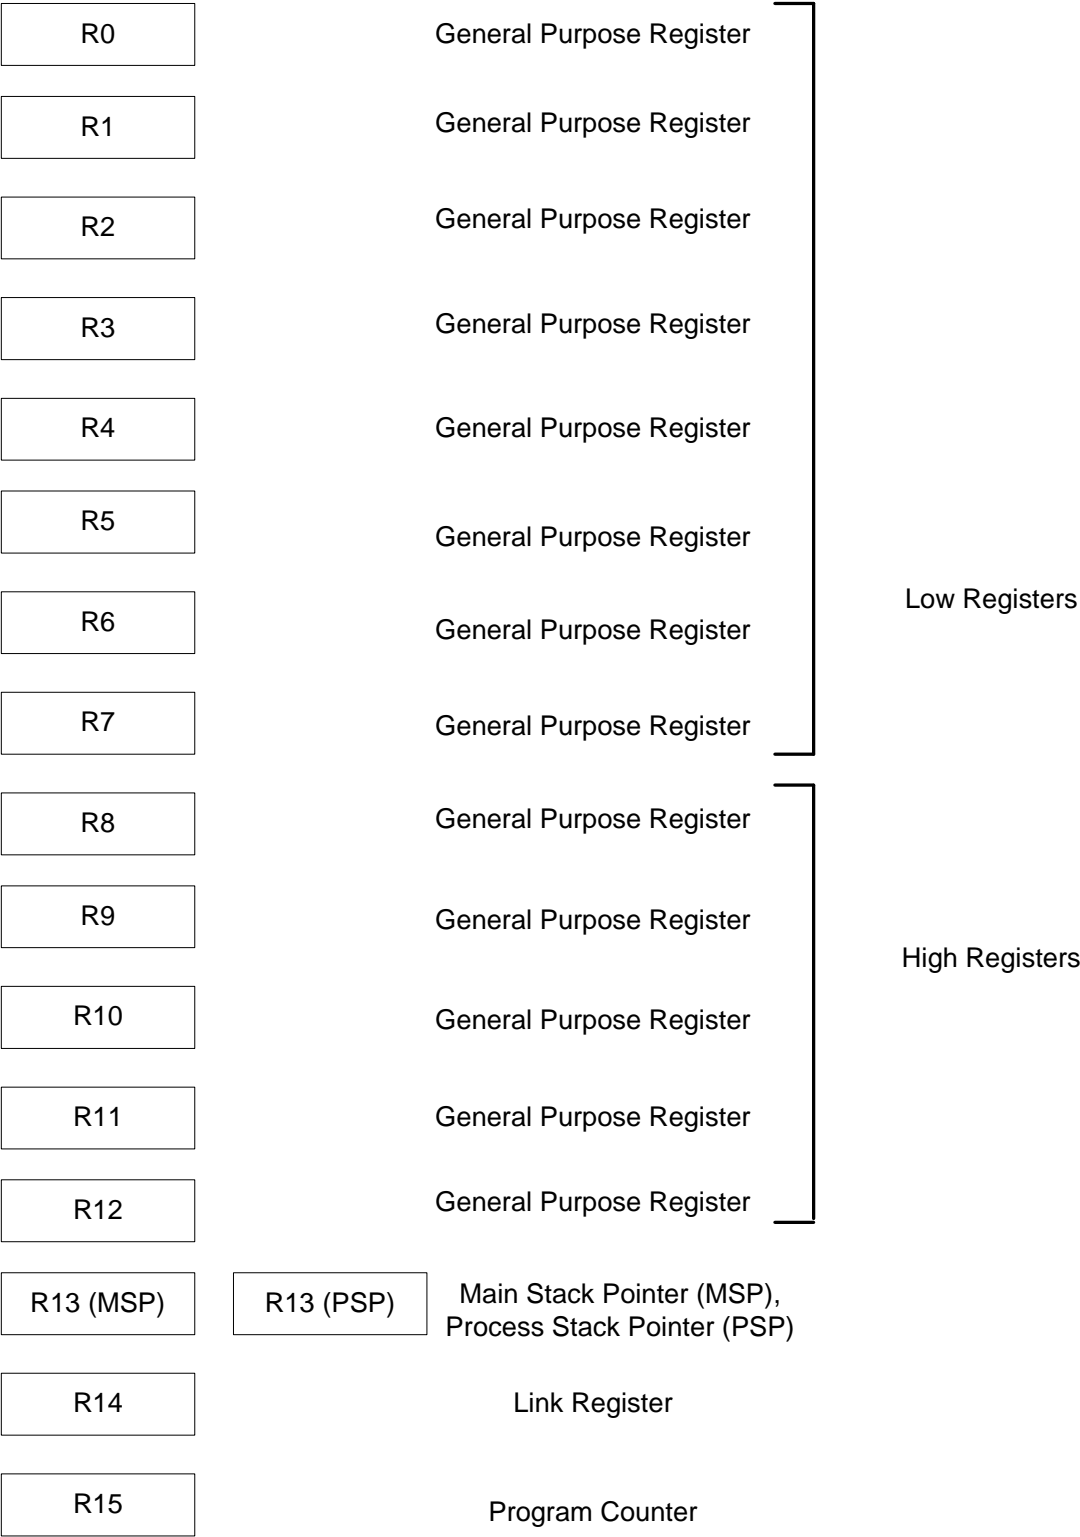 R0 General Purpose Register
R1 General Purpose Register
R2 General Purpose Register
R3 General Purpose Register
R4 General Purpose Register
R5 General Purpose Register
Low Registers
R6 General Purpose Register
R7 General Purpose Register
R8 General Purpose Register
R9 General Purpose Register
High Registers
R10 General Purpose Register
R11 General Purpose Register
R12 General Purpose Register
R13 (MSP) R13 (PSP) Main Stack Pointer (MSP),
Process Stack Pointer (PSP)
R14 Link Register
R15 Program Counter